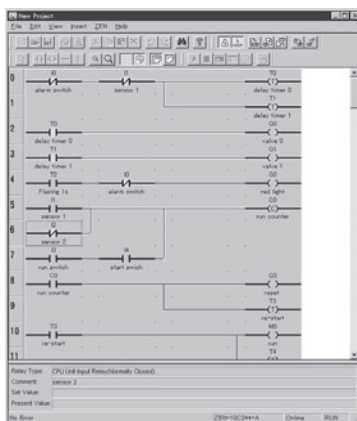 New Project
File Edit View Insert ZEN Help
0 I0 I1 T0
alarm switch sensor 1 (T) delay timer 0
1 T1
(T)
delay timer 1
2 T0 Q0
delay timer 0 valve 0
3 T1 Q1
delay timer 1 valve 1
4 T2 I0 Q2
Flasing 1s alarm switch red light
5 I1 C0
sensor 1 (C) run counter
6 I2
sensor 2
7 I3 I4
run switch start switch
8 C0 Q3
run counter reset
9 T3
(T)
re-start
10 T3 M0
re-start run
11 T4
Relay Type: CPU Unit Input Relay(Normally Closed)
Comment: sensor 2
Set Value:
Present Value:
No Error ZEN-10C2**-A Online RUN